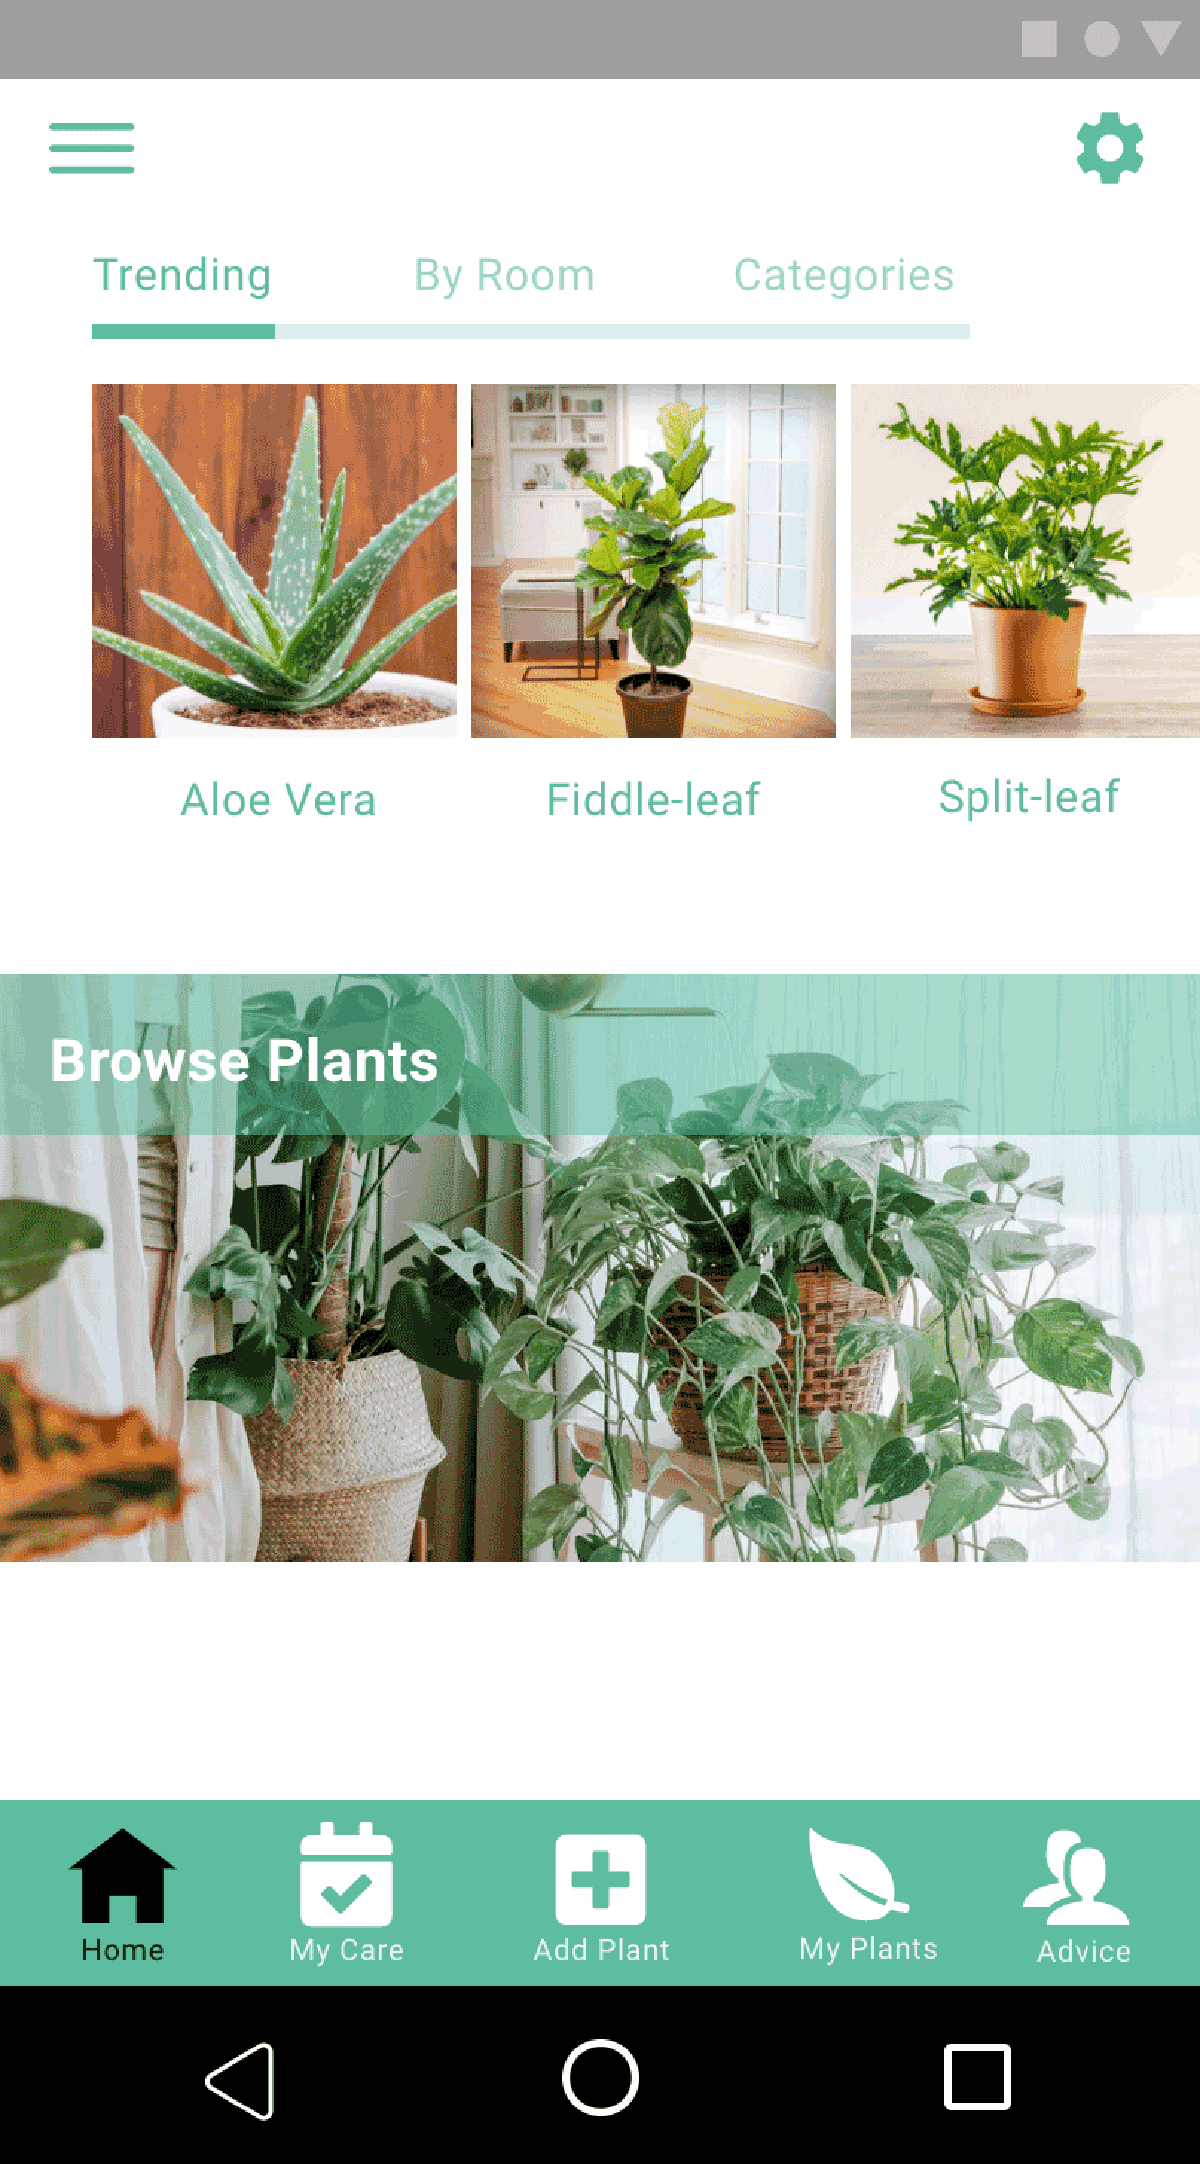 Trending
By Room
Categories
Aloe Vera
Fiddle-leaf
Split-leaf
Browse Plants
Home
My Care
Add Plant
My Plants
Advice